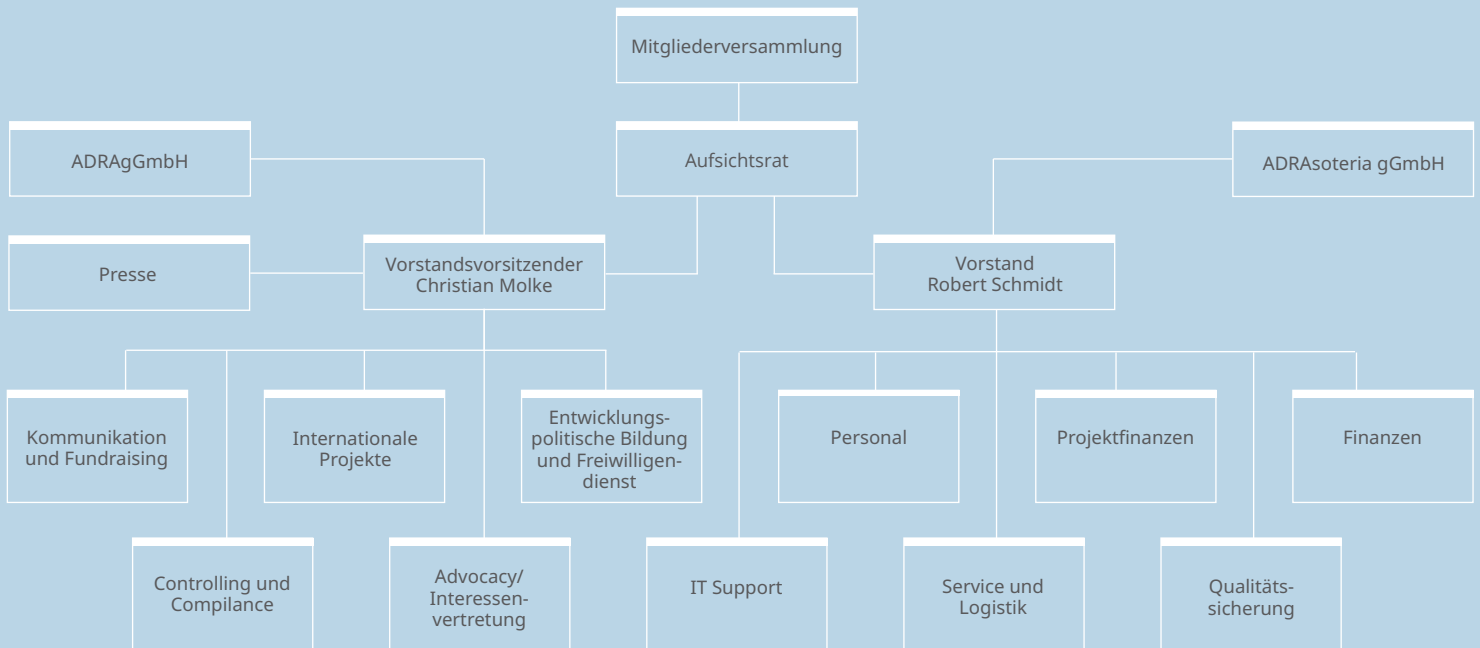 Mitgliederversammlung
ADRAgGmbH
Aufsichtsrat
ADRAsoteria gGmbH
Presse
Vorstandsvorsitzender
Christian Molke
Vorstand
Robert Schmidt
Kommunikation
und Fundraising
Internationale
Projekte
Entwicklungs-
politische Bildung
und Freiwilligen-
dienst
Personal
Projektfinanzen
Finanzen
Controlling und
Compilance
Advocacy/
Interessen-
vertretung
IT Support
Service und
Logistik
Qualitäts-
sicherung